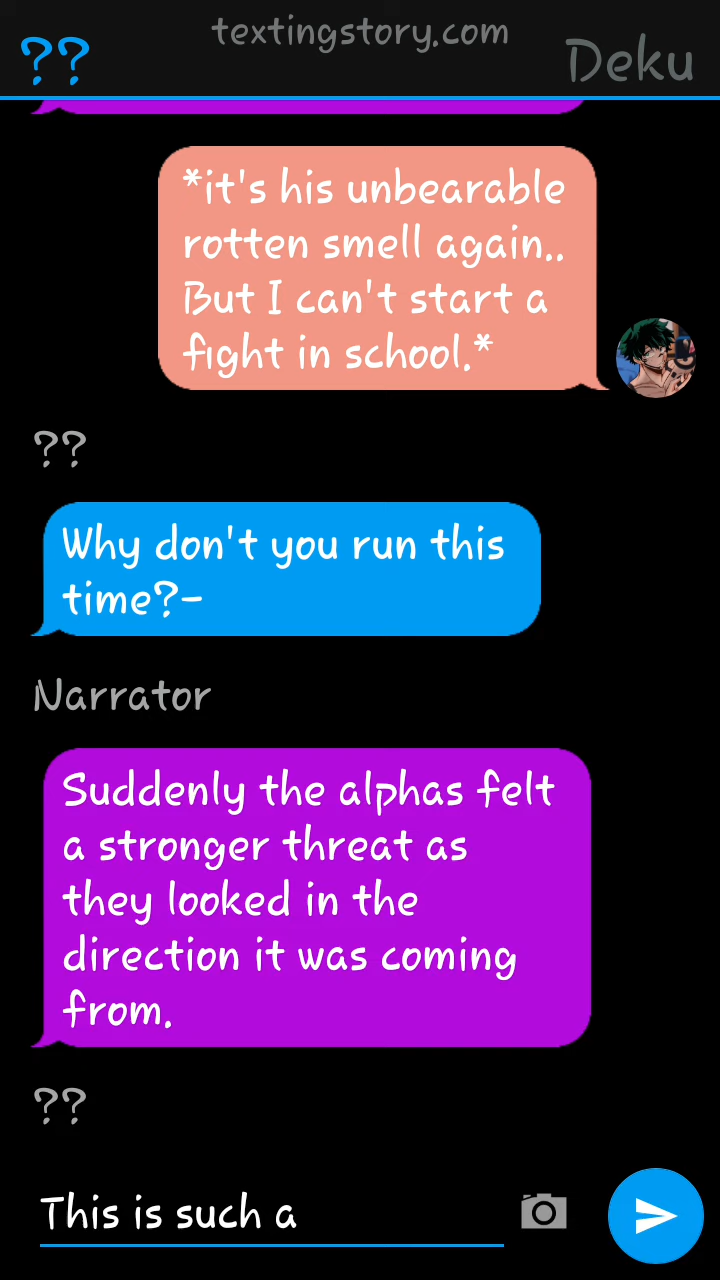 textingstory.com
??
Deku
*it's his unbearable
rotten smell again..
But I can't start a
fight in school.*
??
Why don't you run this
time?-
Narrator
Suddenly the alphas felt
a stronger threat as
they looked in the
direction it was coming
from.
??
This is such a